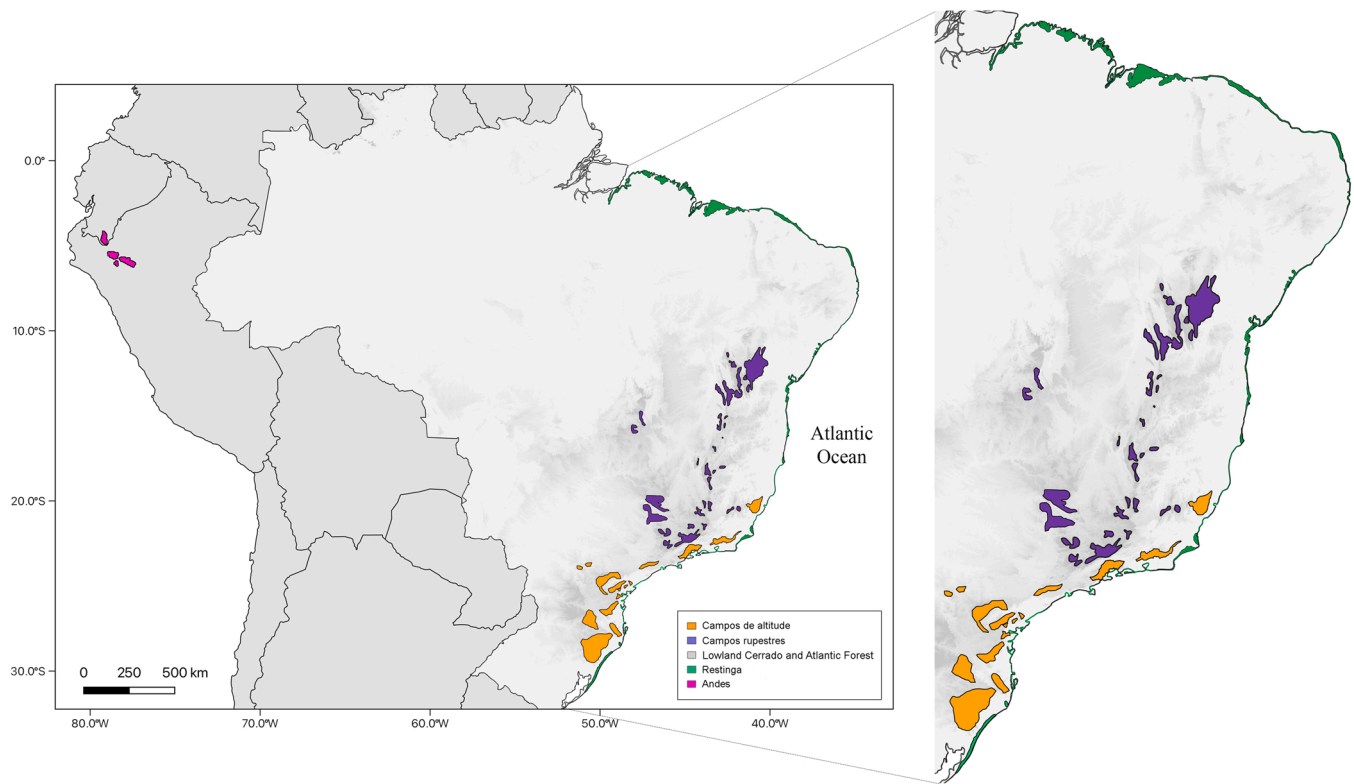 0.0°
10.0°S
Atlantic
Ocean
20.0°S
Campos de altitude
Campos rupestres
Lowland Cerrado and Atlantic Forest
Restinga
Andes
30.0°S
0 250 500 km
80.0°W 70.0°W 60.0°W 50.0°W 40.0°W